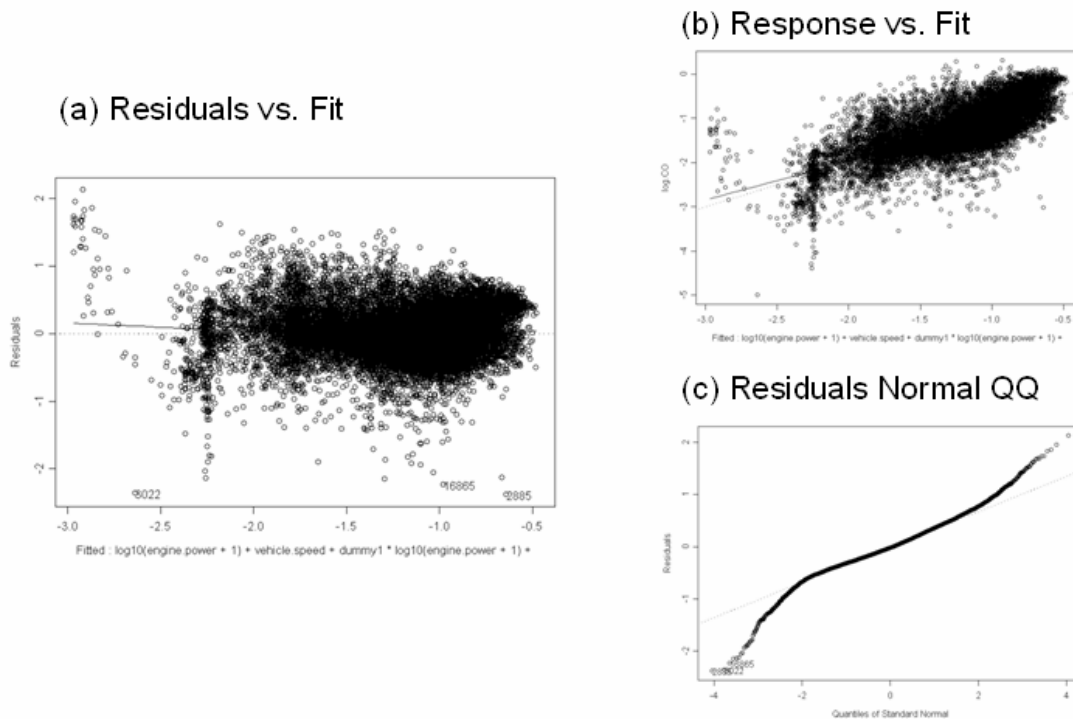 (a) Residuals vs. Fit
Residuals
2
1
0
-1
-2
8022
16865
2885
-3.0 -2.5 -2.0 -1.5 -1.0 -0.5
Fitted : log10(engine.power + 1) + vehicle.speed + dummy1 * log10(engine.power + 1) +
(b) Response vs. Fit
log.CO
0
-1
-2
-3
-4
-5
-3.0 -2.5 -2.0 -1.5 -1.0 -0.5
Fitted : log10(engine.power + 1) + vehicle.speed + dummy1 * log10(engine.power + 1) +
(c) Residuals Normal QQ
Residuals
2
1
0
-1
-2
-4 -2 0 2 4
Quantiles of Standard Normal